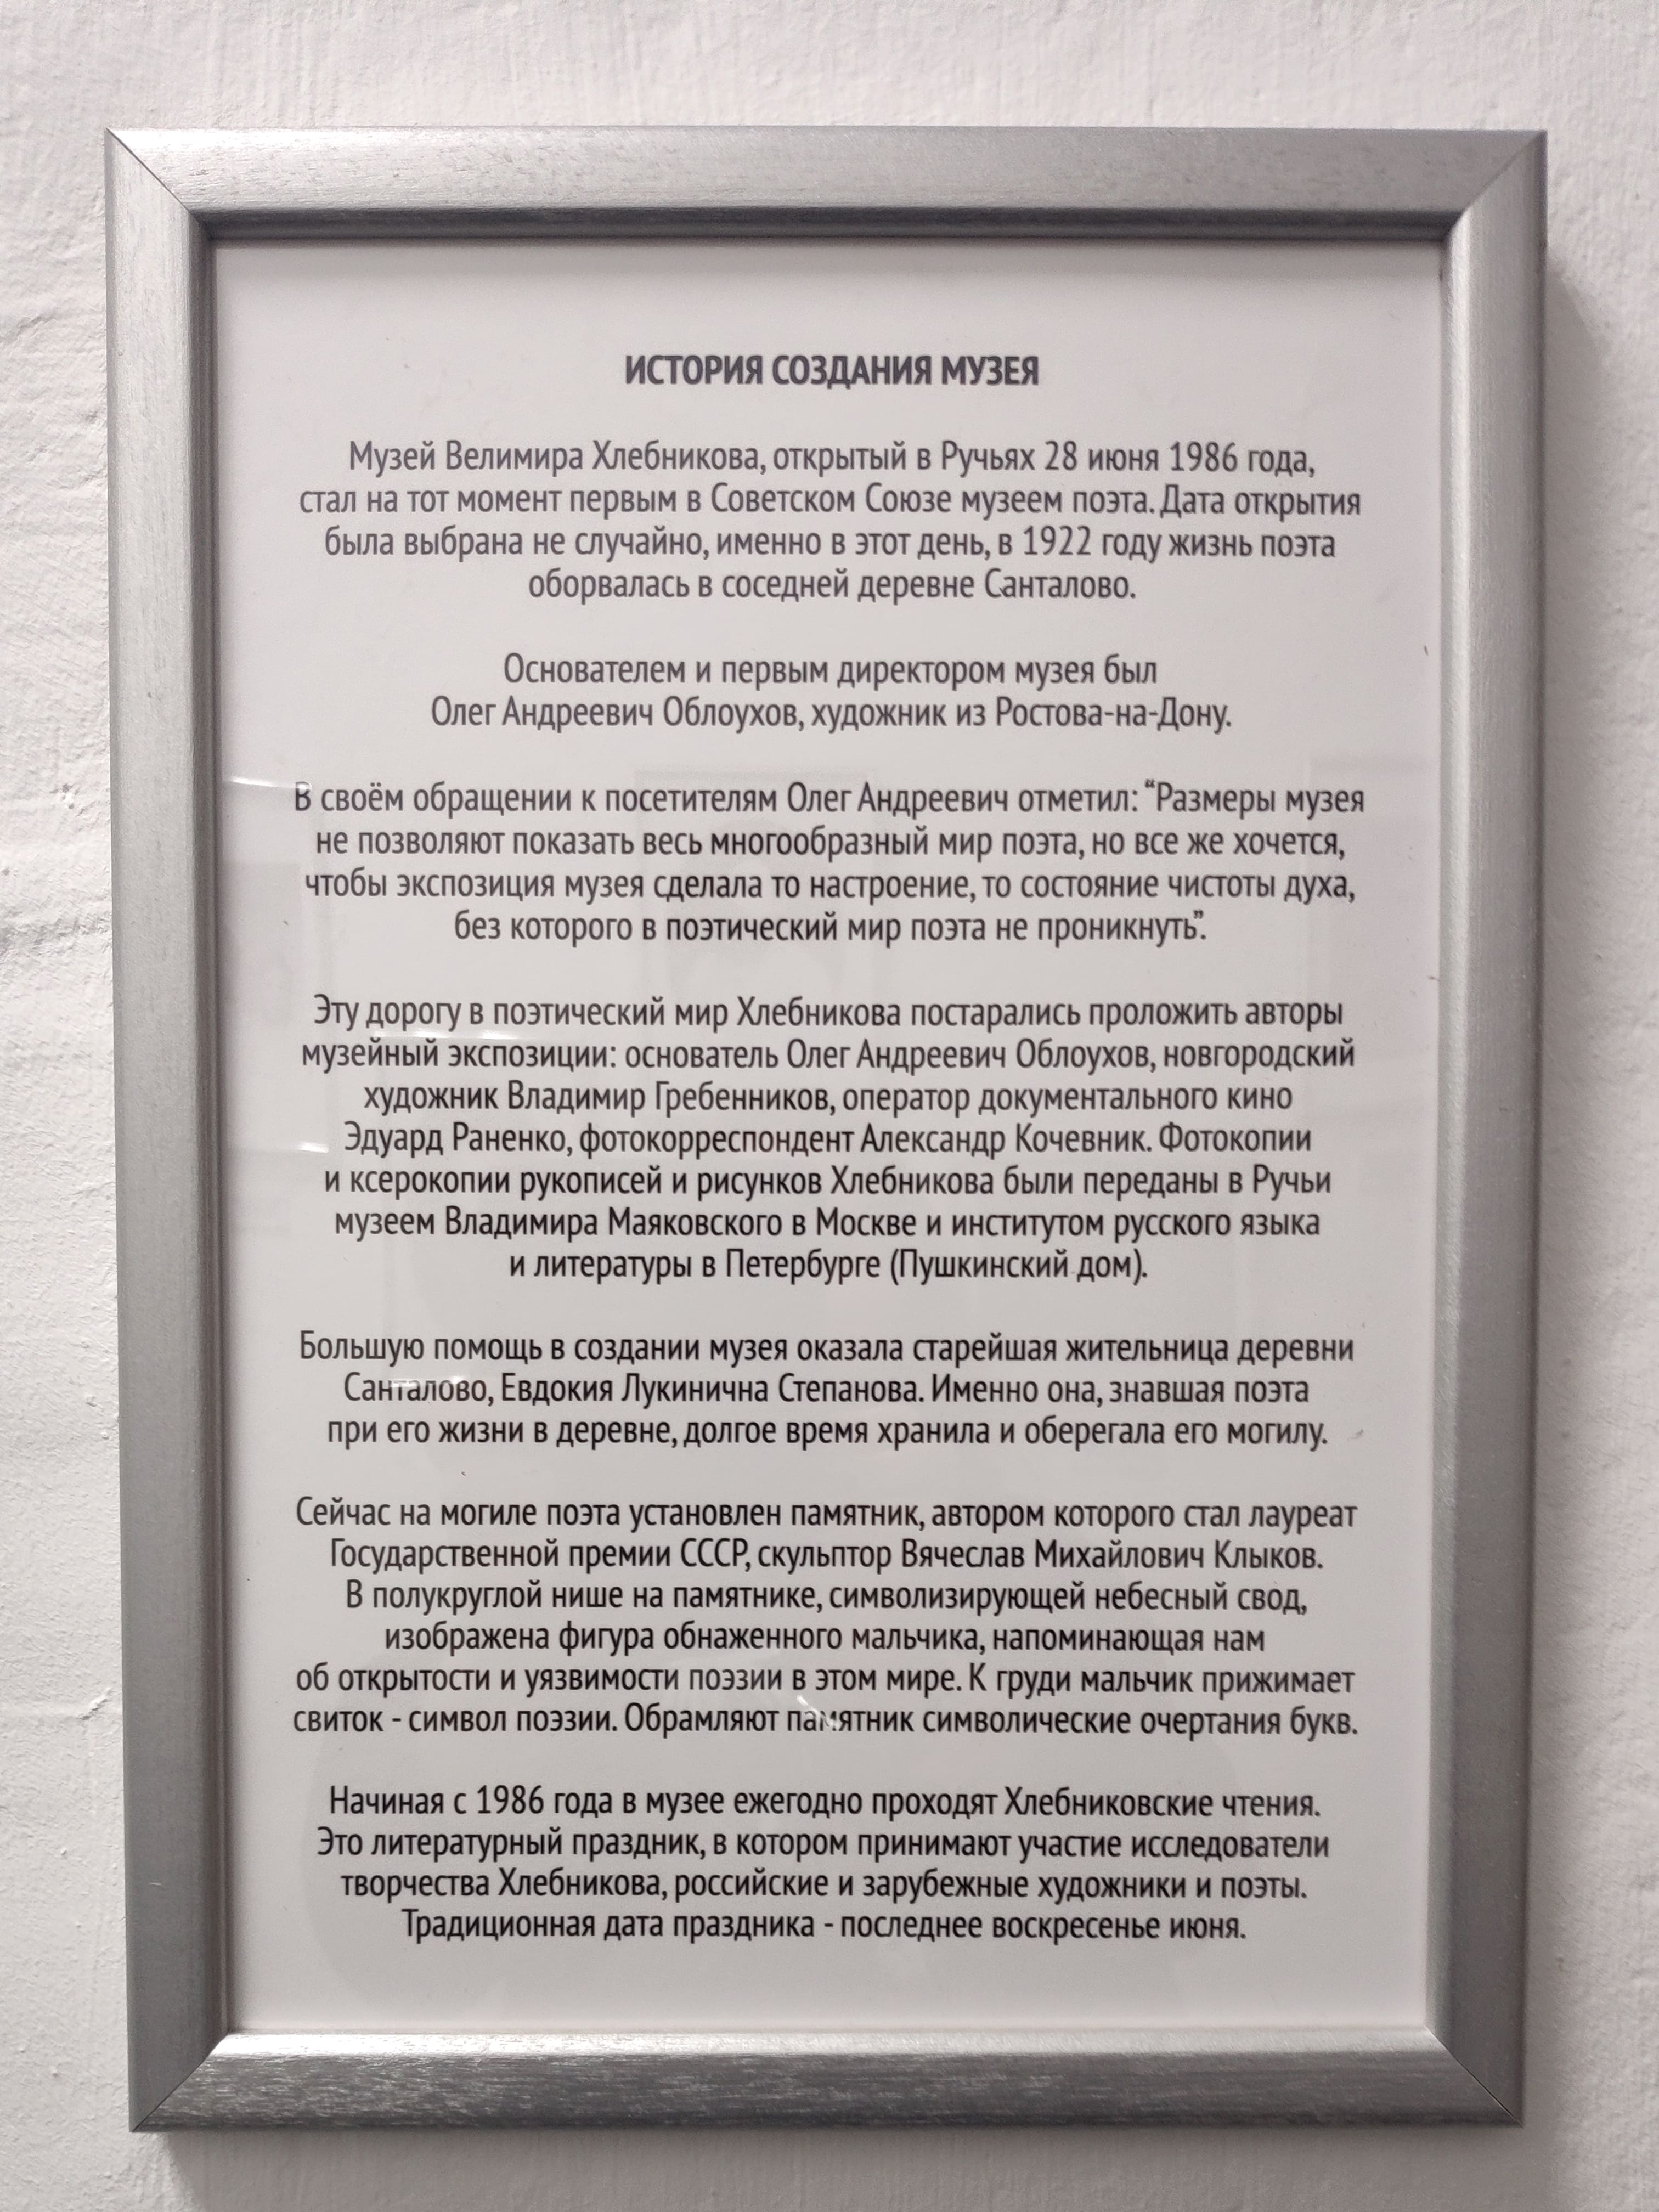 ИСТОРИЯ СОЗДАНИЯ МУЗЕЯ
Музей Велимира Хлебникова, открытый в Ручьях 28 июня 1986 года,
стал на тот момент первым в Советском Союзе музеем поэта. Дата открытия
была выбрана не случайно, именно в этот день, в 1922 году жизнь поэта
оборвалась в соседней деревне Санталово.
Основателем и первым директором музея был
Олег Андреевич Облоухов, художник из Ростова-на-Дону.
В своём обращении к посетителям Олег Андреевич отметил: “Размеры музея
не позволяют показать весь многообразный мир поэта, но все же хочется,
чтобы экспозиция музея сделала то настроение, то состояние чистоты духа,
без которого в поэтический мир поэта не проникнуть”.
Эту дорогу в поэтический мир Хлебникова постарались проложить авторы
музейный экспозиции: основатель Олег Андреевич Облоухов, новгородский
художник Владимир Гребенников, оператор документального кино
Эдуард Раненко, фотокорреспондент Александр Кочевник. Фотокопии
и ксерокопии рукописей и рисунков Хлебникова были переданы в Ручьи
музеем Владимира Маяковского в Москве и институтом русского языка
и литературы в Петербурге (Пушкинский дом).
Большую помощь в создании музея оказала старейшая жительница деревни
Санталово, Евдокия Лукинична Степанова. Именно она, знавшая поэта
при его жизни в деревне, долгое время хранила и оберегала его могилу.
Сейчас на могиле поэта установлен памятник, автором которого стал лауреат
Государственной премии СССР, скульптор Вячеслав Михайлович Клыков.
В полукруглой нише на памятнике, символизирующей небесный свод,
изображена фигура обнаженного мальчика, напоминающая нам
об открытости и уязвимости поэзии в этом мире. К груди мальчик прижимает
свиток - символ поэзии. Обрамляют памятник символические очертания букв.
Начиная с 1986 года в музее ежегодно проходят Хлебниковские чтения.
Это литературный праздник, в котором принимают участие исследователи
творчества Хлебникова, российские и зарубежные художники и поэты.
Традиционная дата праздника - последнее воскресенье июня.